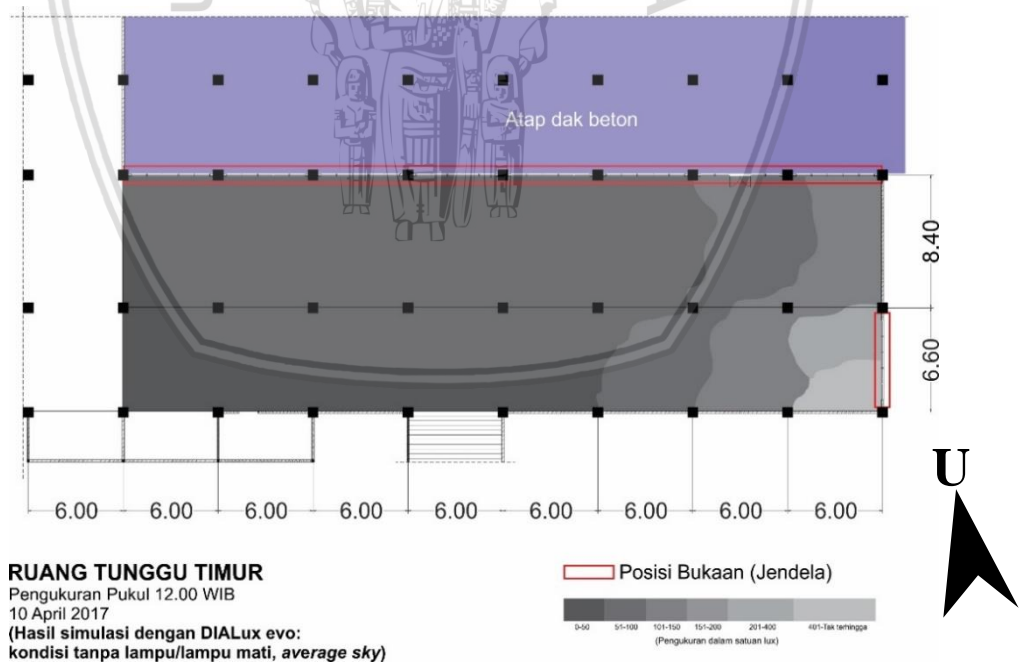 Atap dak beton
8.40
6.60
6.00 6.00 6.00 6.00 6.00 6.00 6.00 6.00 6.00
U
RUANG TUNGGU TIMUR
Pengukuran Pukul 12.00 WIB
10 April 2017
(Hasil simulasi dengan DIALux evo:
kondisi tanpa lampu/lampu mati, average sky)
Posisi Bukaan (Jendela)
0-50 51-100 101-150 151-200 201-400 401-Tak terhingga
(Pengukuran dalam satuan lux)